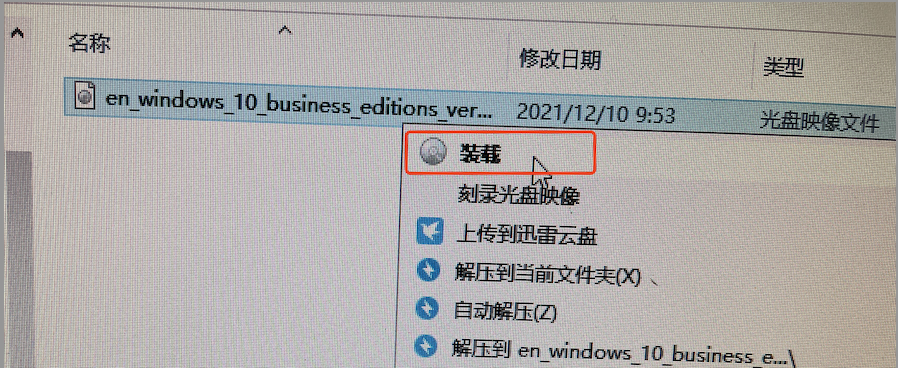 名称 修改日期 类型
en_windows_10_business_editions_ver... 2021/12/10 9:53 光盘映像文件
装载
刻录光盘映像
上传到迅雷云盘
解压到当前文件夹(X)
自动解压(Z)
解压到 en_windows_10_business_e...\